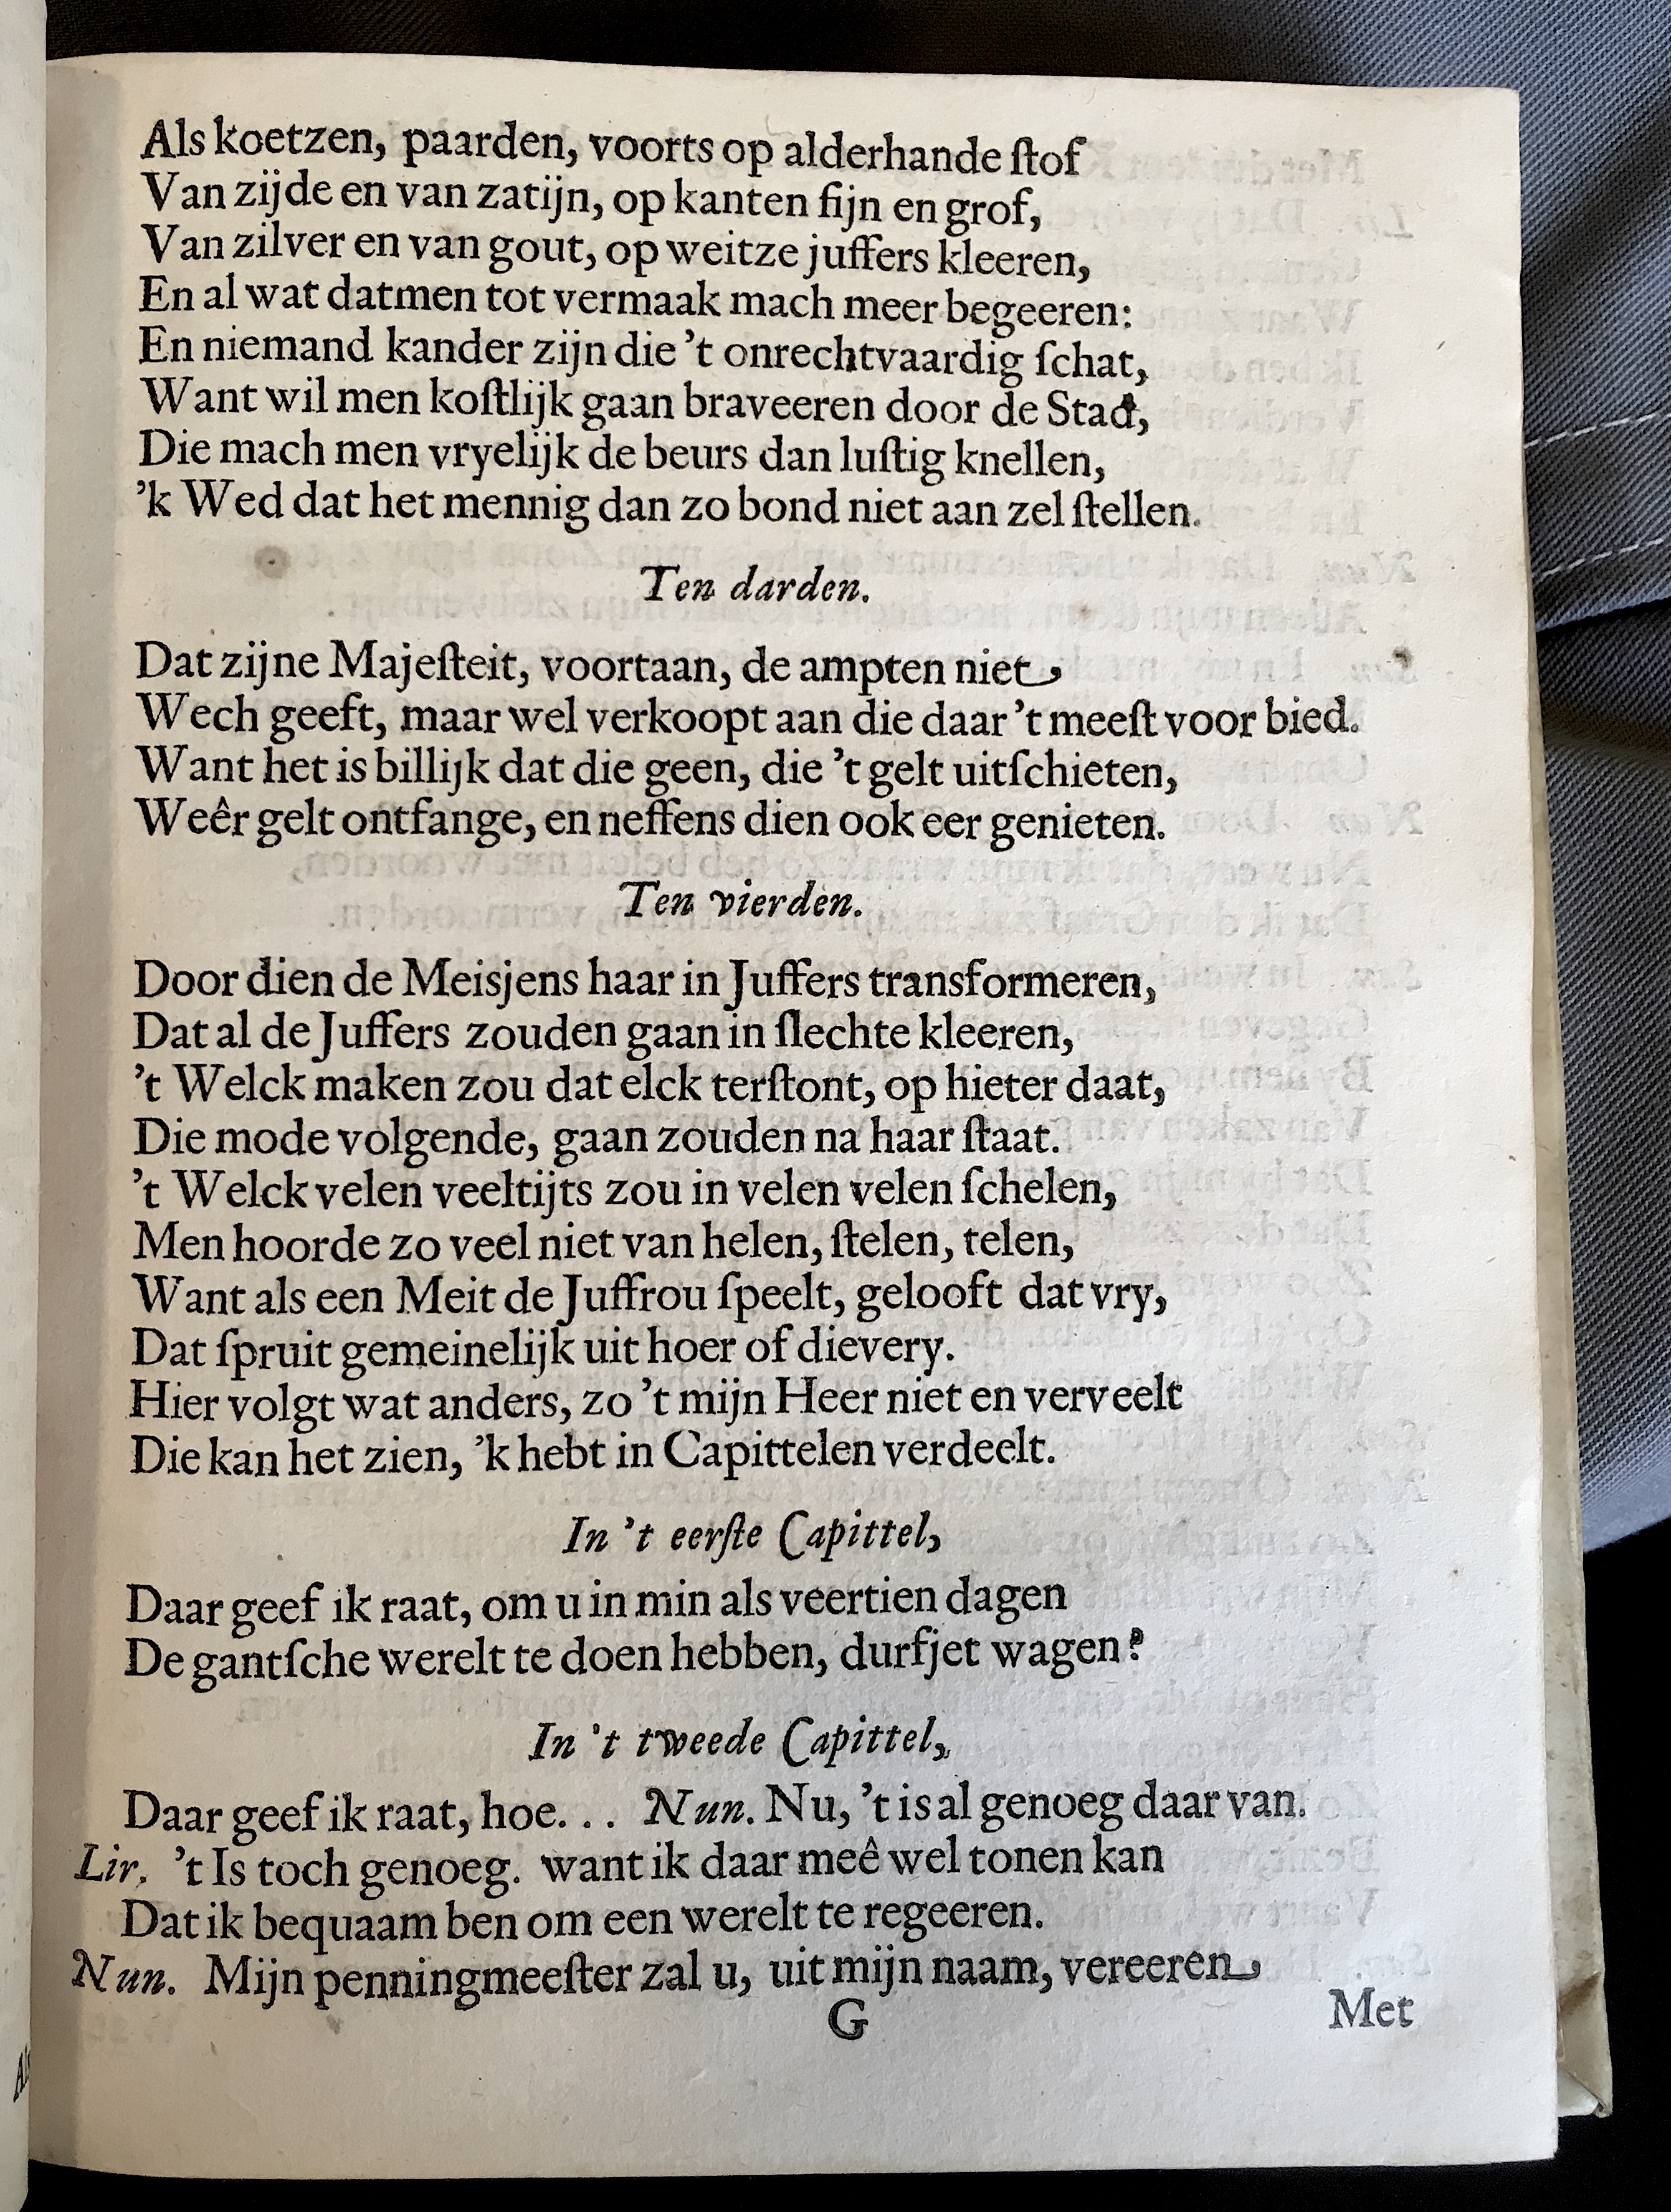 Als koetzen, paarden, voorts op alderhande ſtof
Van zijde en van zatijn, op kanten fijn en grof,
Van zilver en van gout, op weitze juffers kleeren,
En al wat datmen tot vermaak mach meer begeeren:
En niemand kander zijn die ’t onrechtvaardig ſchat,
Want wil men koſtlijk gaan braveeren door de Stad,
Die mach men vryelijk de beurs dan luſtig knellen,
’k Wed dat het mennig dan zo bond niet aan zel ſtellen.
Ten darden.
Dat zijne Majeſteit, voortaan, de ampten niet
Wech geeft, maar wel verkoopt aan die daar ’t meeſt voor bied.
Want het is billijk dat die geen, die ’t gelt uitſchieten,
Weêr gelt ontfange, en neffens dien ook eer genieten.
Ten vierden.
Door dien de Meisjens haar in Juffers transformeren,
Dat al de Juffers zouden gaan in ſlechte kleeren,
’t Welck maken zou dat elck terſtont, op hieter daat,
Die mode volgende, gaan zouden na haar ſtaat.
’t Welck velen veeltijts zou in velen velen ſchelen,
Men hoorde zo veel niet van helen, ſtelen, telen,
Want als een Meit de Juffrou ſpeelt, gelooft dat vry,
Dat ſpruit gemeinelijk uit hoer of dievery.
Hier volgt wat anders, zo ’t mijn Heer niet en verveelt
Die kan het zien, ’k hebt in Capittelen verdeelt.
In ’t eerſte Capittel,
Daar geef ik raat, om u in min als veertien dagen
De gantſche werelt te doen hebben, durfjet wagen?
In ’t tweede Capittel,
Daar geef ik raat, hoe... Nun. Nu, ’t is al genoeg daar van.
Lir. ’t Is toch genoeg. want ik daar meê wel tonen kan
Dat ik bequaam ben om een werelt te regeeren.
Nun. Mijn penningmeeſter zal u, uit mijn naam, vereeren
G Met